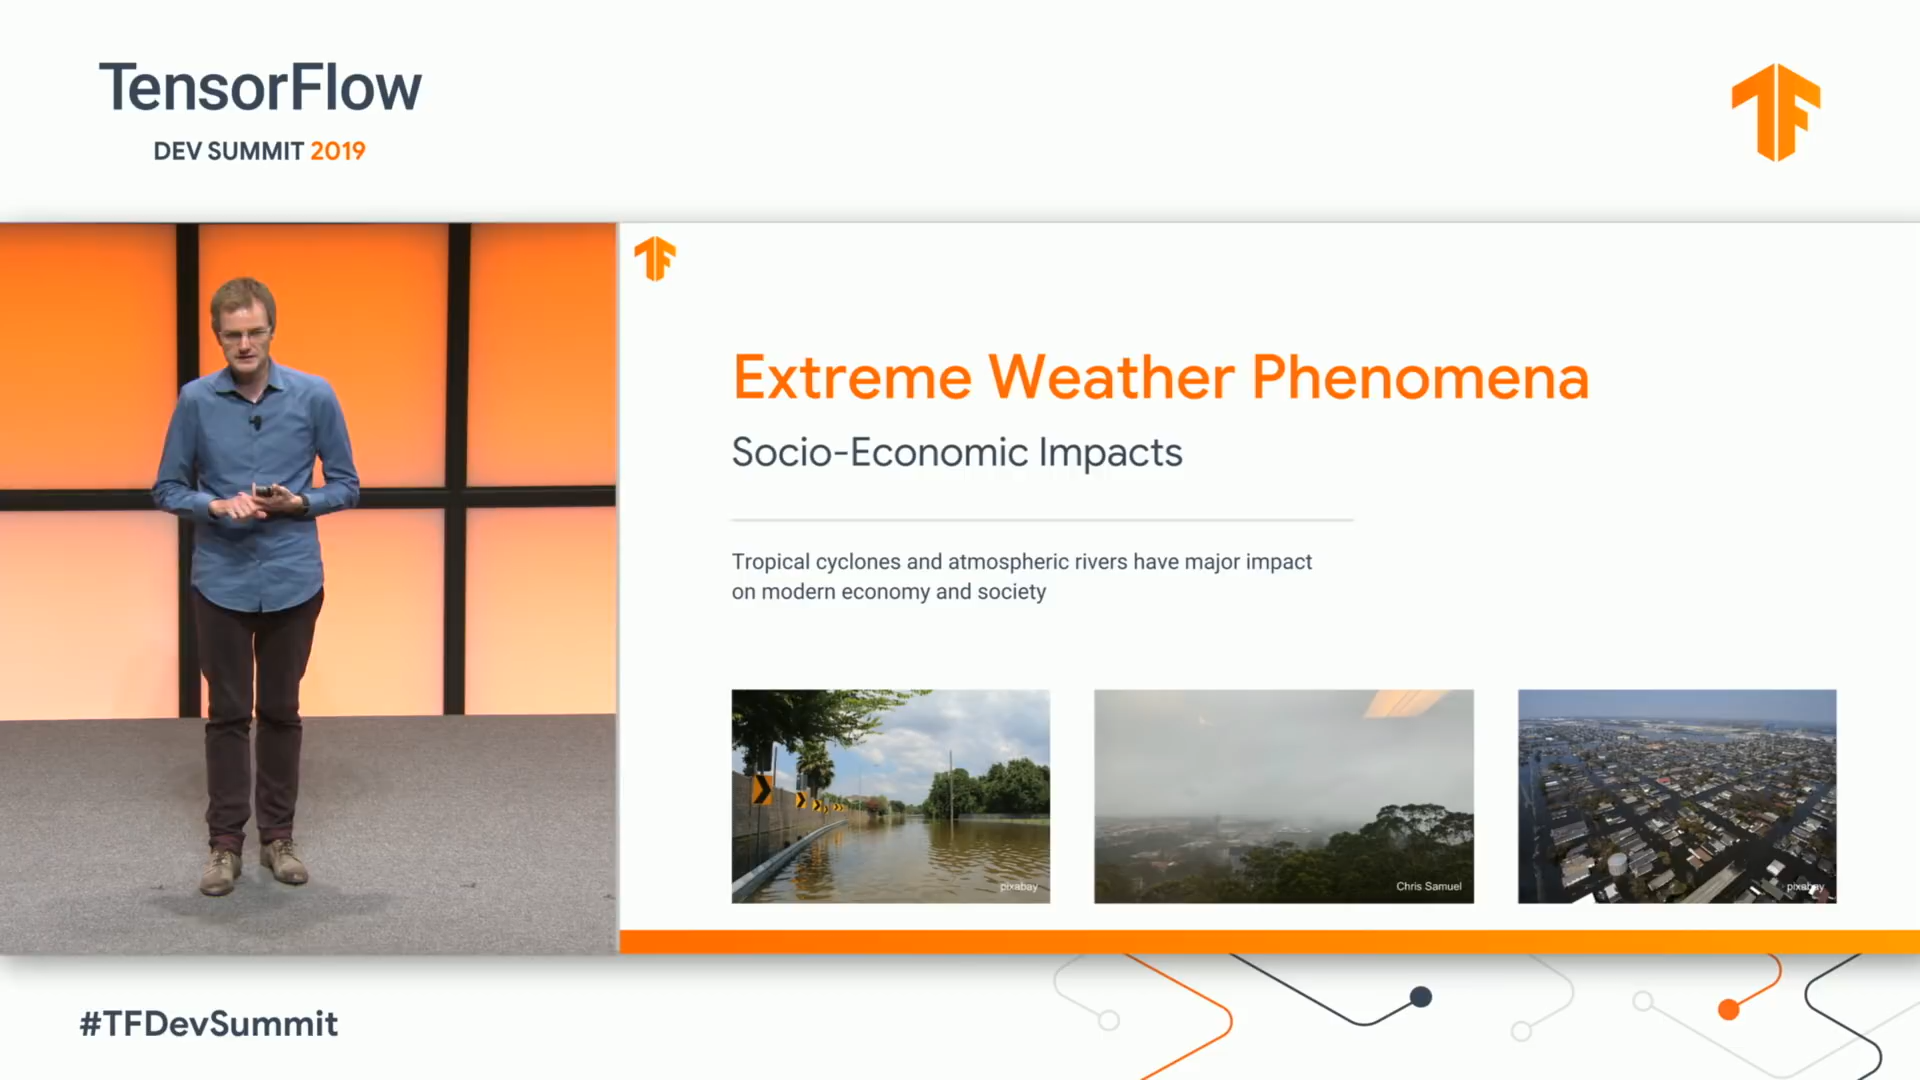 TensorFlow
DEV SUMMIT 2019
Extreme Weather Phenomena
Socio-Economic Impacts
Tropical cyclones and atmospheric rivers have major impact
on modern economy and society
pixabay
Chris Samuel
pixabay
#TFDevSummit